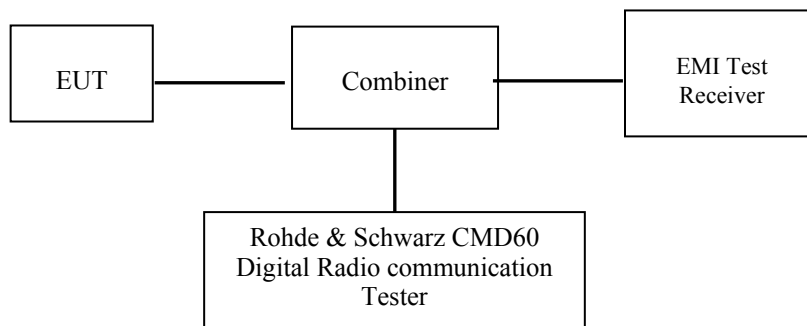 EUT
Combiner
EMI Test
Receiver
Rohde & Schwarz CMD60
Digital Radio communication
Tester